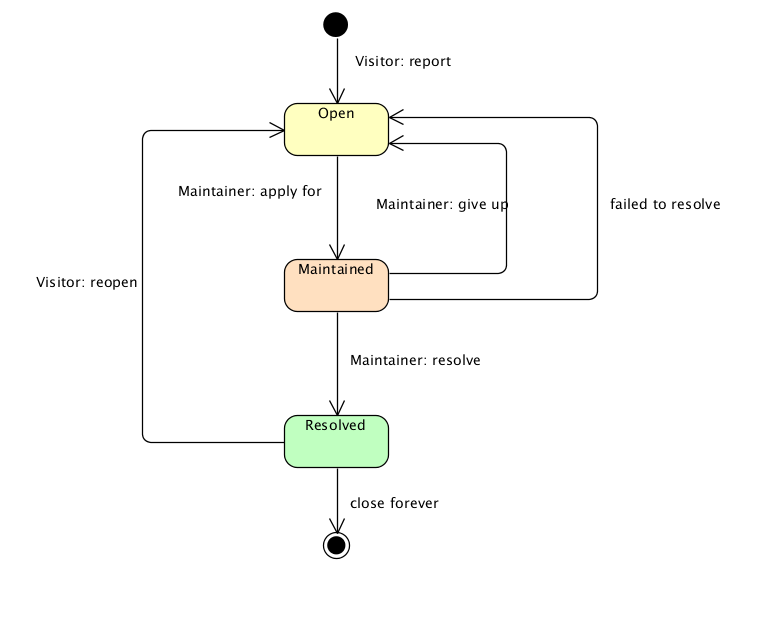 Visitor: report
Open
Maintainer: apply for
Maintainer: give up
failed to resolve
Maintained
Visitor: reopen
Maintainer: resolve
Resolved
close forever